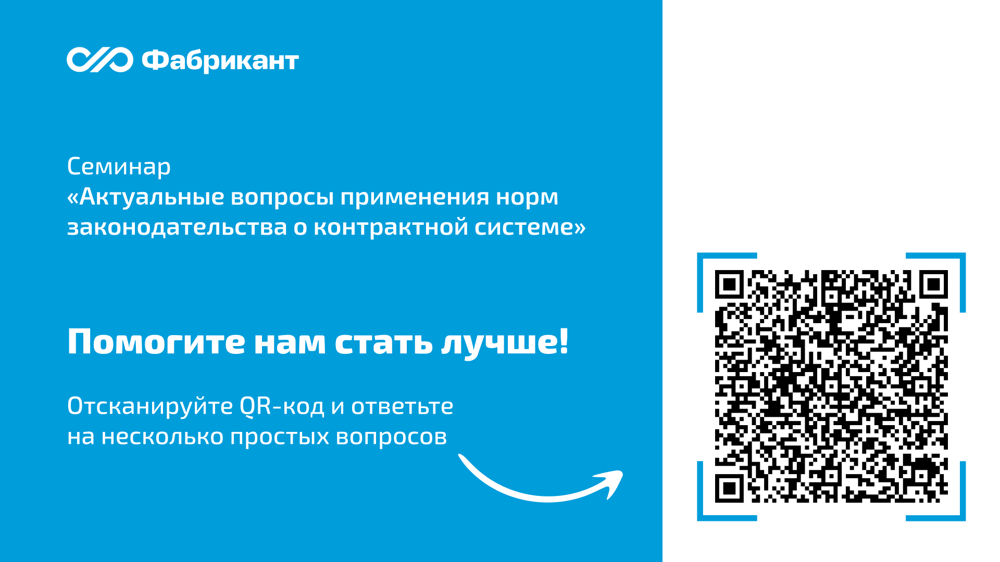 Фабрикант
Семинар
«Актуальные вопросы применения норм
законодательства о контрактной системе»
Помогите нам стать лучше!
Отсканируйте QR-код и ответьте
на несколько простых вопросов